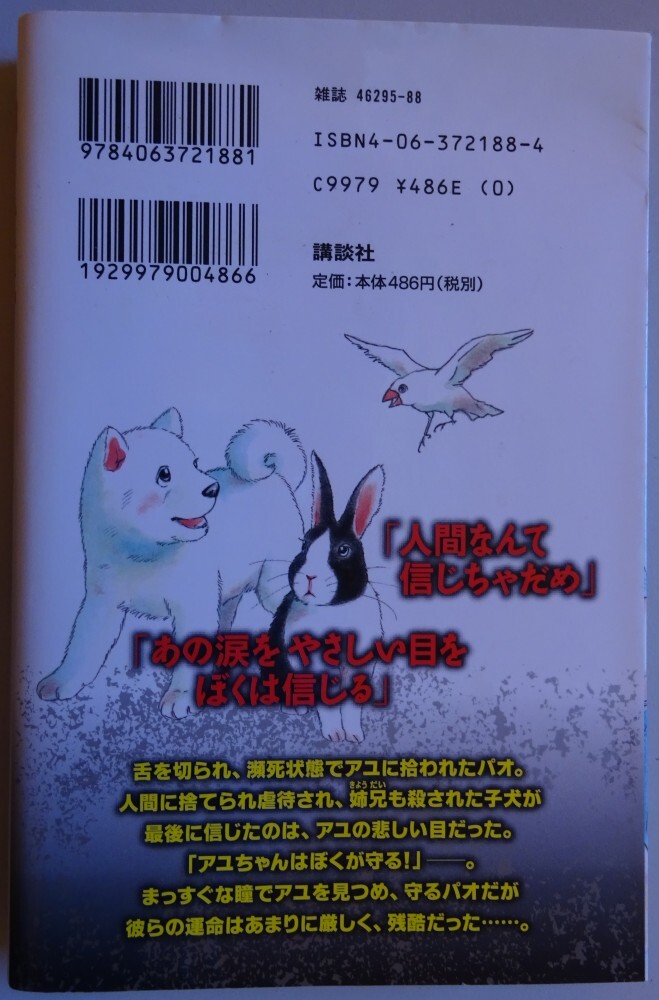 雑誌 46295-88
9784063721881
ISBN4-06-372188-4
C9979 ¥486E (0)
1929979004866
講談社
定価：本体486円（税別）
「人間なんて
信じちゃだめ」
「あの涙を やさしい目を
ぼくは信じる」
舌を切られ、瀕死状態でアユに拾われたパオ。
きょうだい
人間に捨てられ虐待され、姉兄も殺された子犬が
最後に信じたのは、アユの悲しい目だった。
「アユちゃんはぼくが守る！」――。
まっすぐな瞳でアユを見つめ、守るパオだが
彼らの運命はあまりに厳しく、残酷だった……。